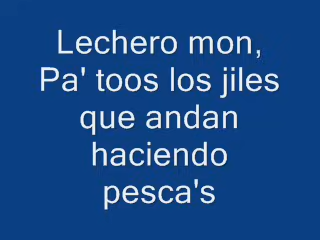 Lechero mon,
Pa' toos los jiles
que andan
haciendo
pesca's